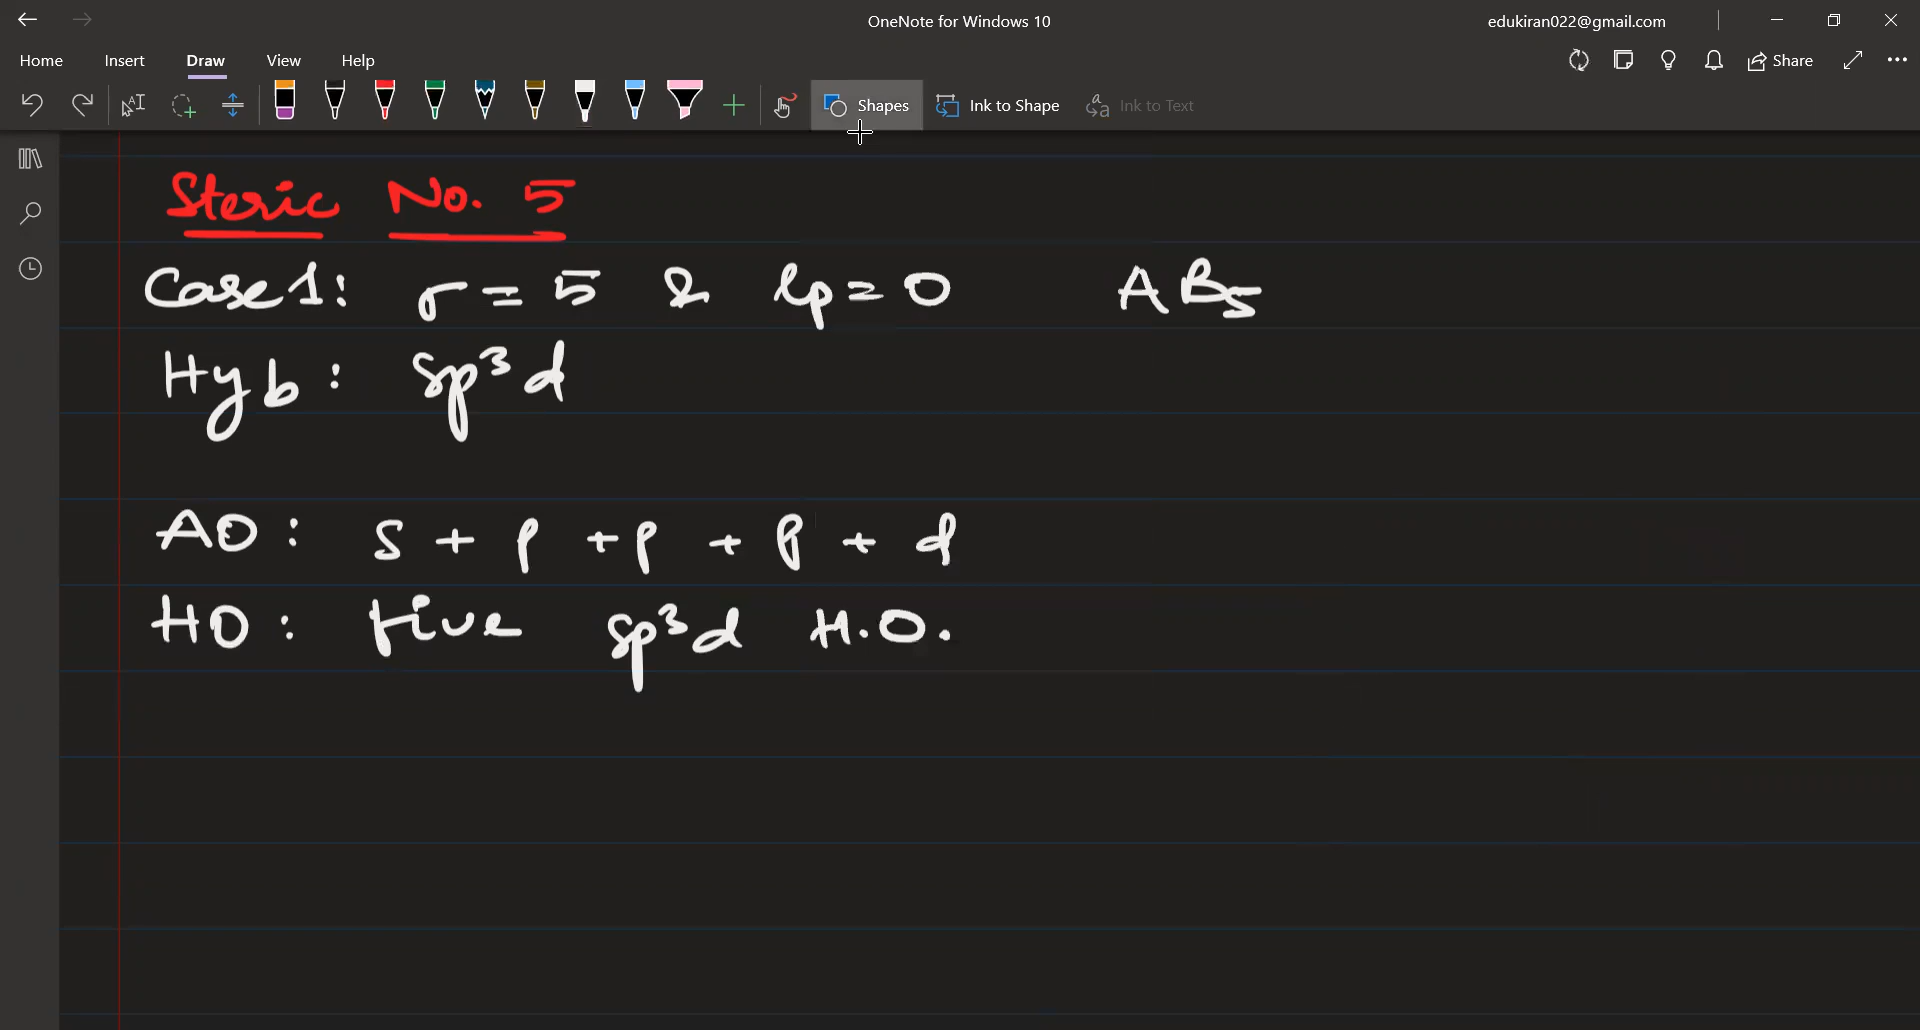 OneNote for Windows 10
edukiran022@gmail.com
Home Insert Draw View Help
Share
Shapes Ink to Shape Ink to Text
Steric No. 5
Case 1: σ = 5 & lp = 0 AB₅
Hyb: sp³d
AO: s + p + p + p + d
HO: five sp³d H.O.